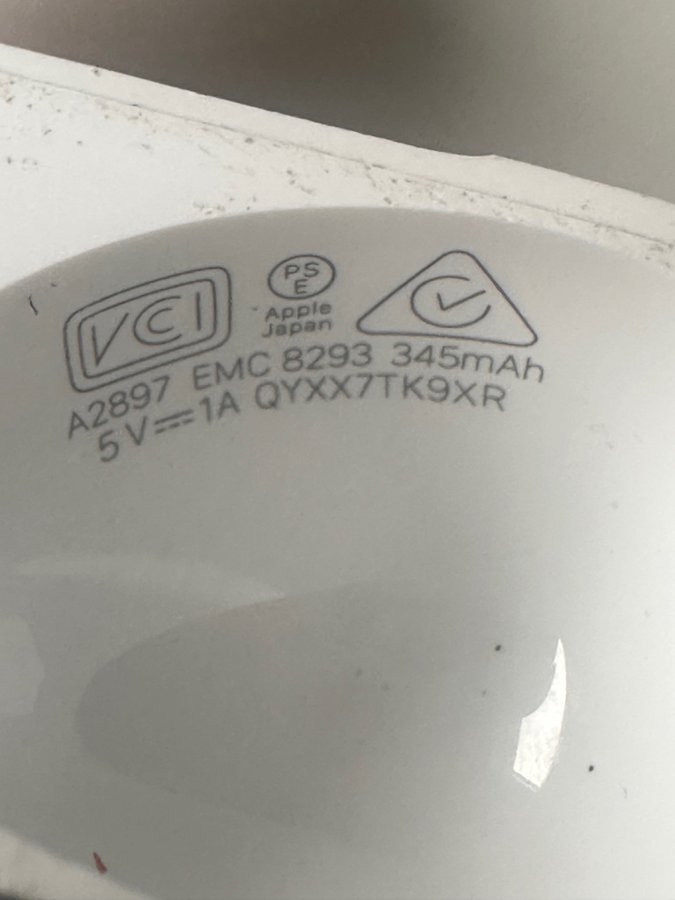 VCI
PS
E
Apple
Japan
A2897 EMC 8293 345mAh
5V⎓1A QYXX7TK9XR